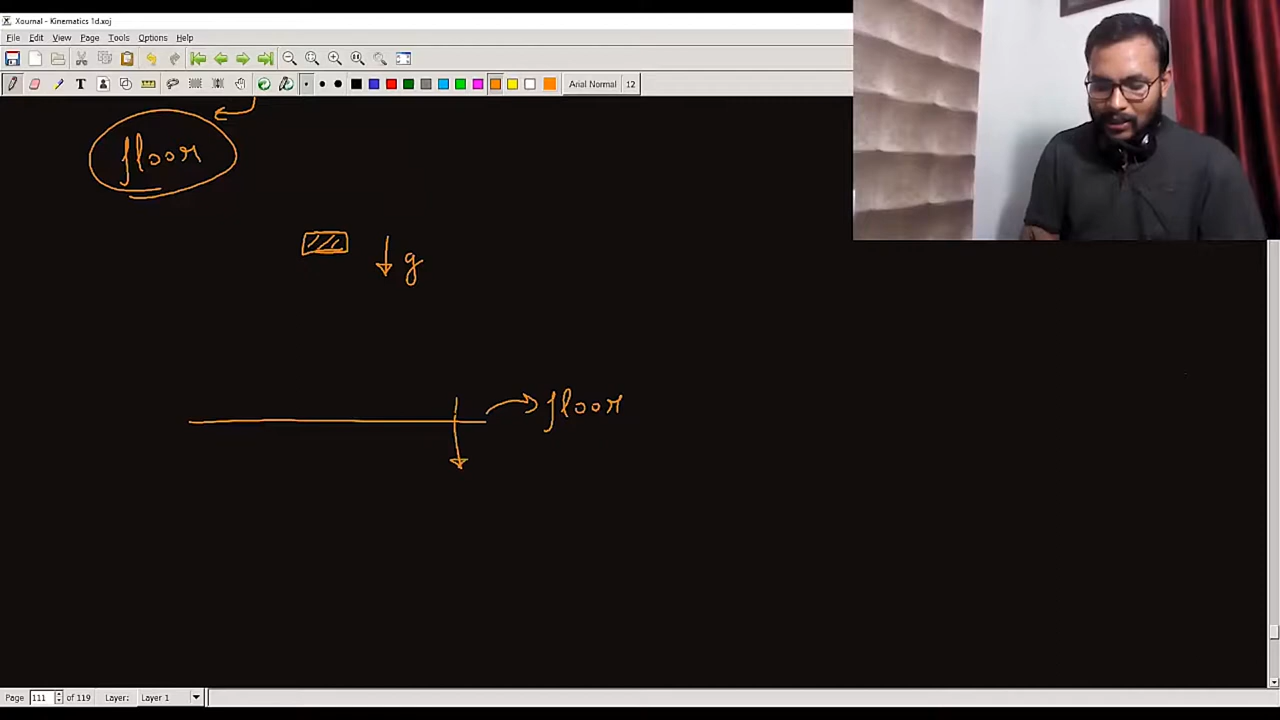 Xournal - Kinematics 1d.xoj
File Edit View Page Tools Options Help
Arial Normal 12
floor
g
floor
Page 111 of 119 Layer: Layer 1